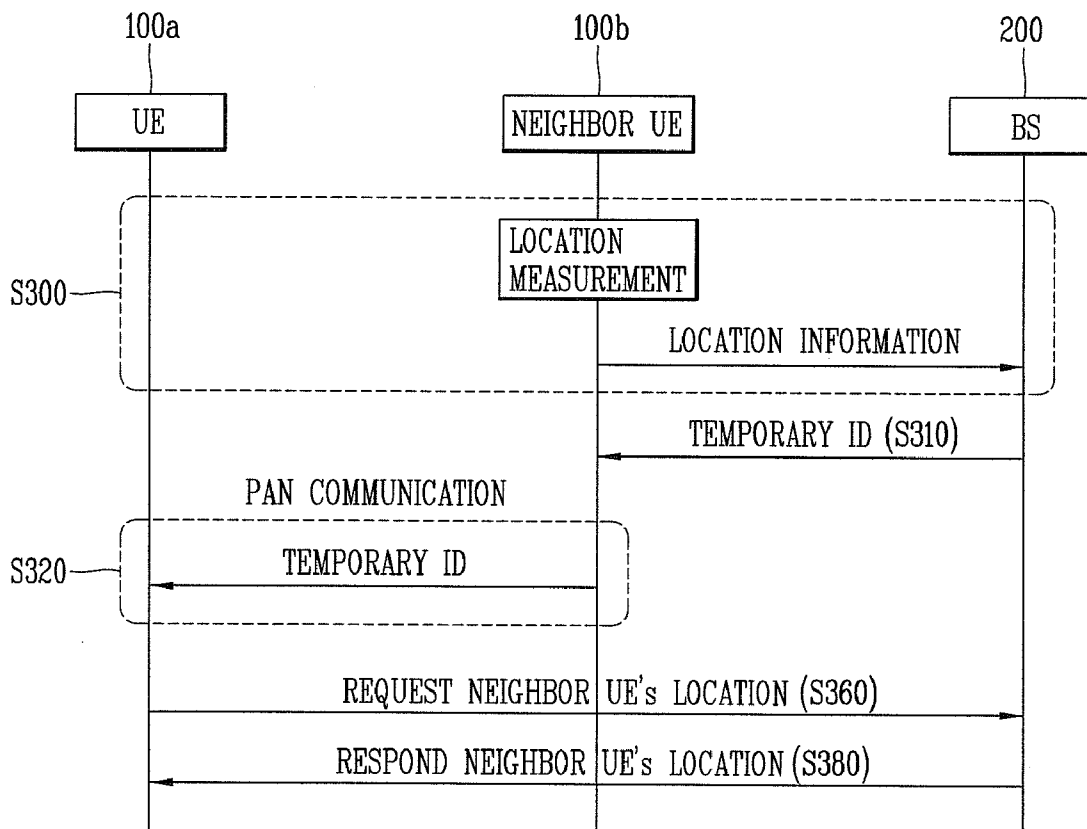 100a
100b
200
UE
NEIGHBOR UE
BS
LOCATION
MEASUREMENT
S300
LOCATION INFORMATION
TEMPORARY ID (S310)
PAN COMMUNICATION
TEMPORARY ID
S320
REQUEST NEIGHBOR UE's LOCATION (S360)
RESPOND NEIGHBOR UE's LOCATION (S380)